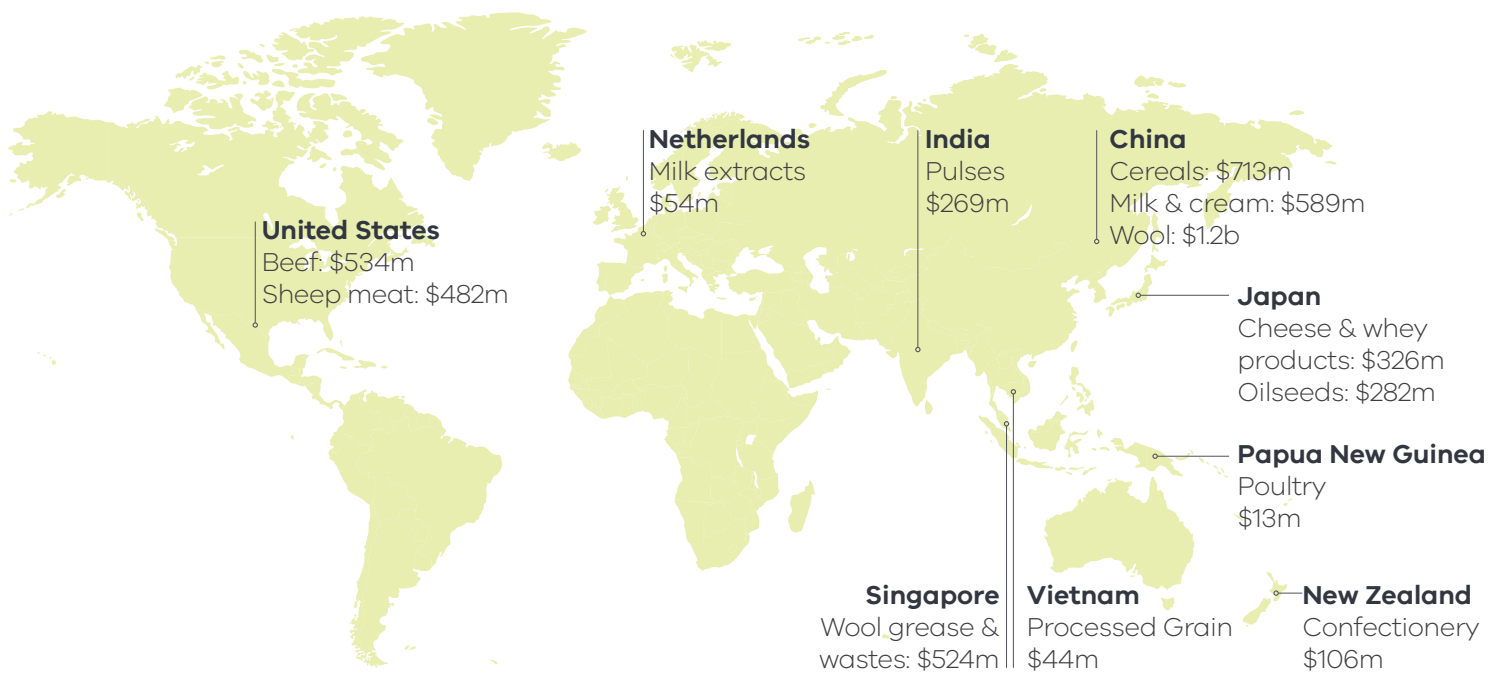 Netherlands
Milk extracts
$54m
India
Pulses
$269m
China
Cereals: $713m
Milk & cream: $589m
Wool: $1.2b
United States
Beef: $534m
Sheep meat: $482m
Japan
Cheese & whey
products: $326m
Oilseeds: $282m
Papua New Guinea
Poultry
$13m
Singapore
Wool grease &
wastes: $524m
Vietnam
Processed Grain
$44m
New Zealand
Confectionery
$106m